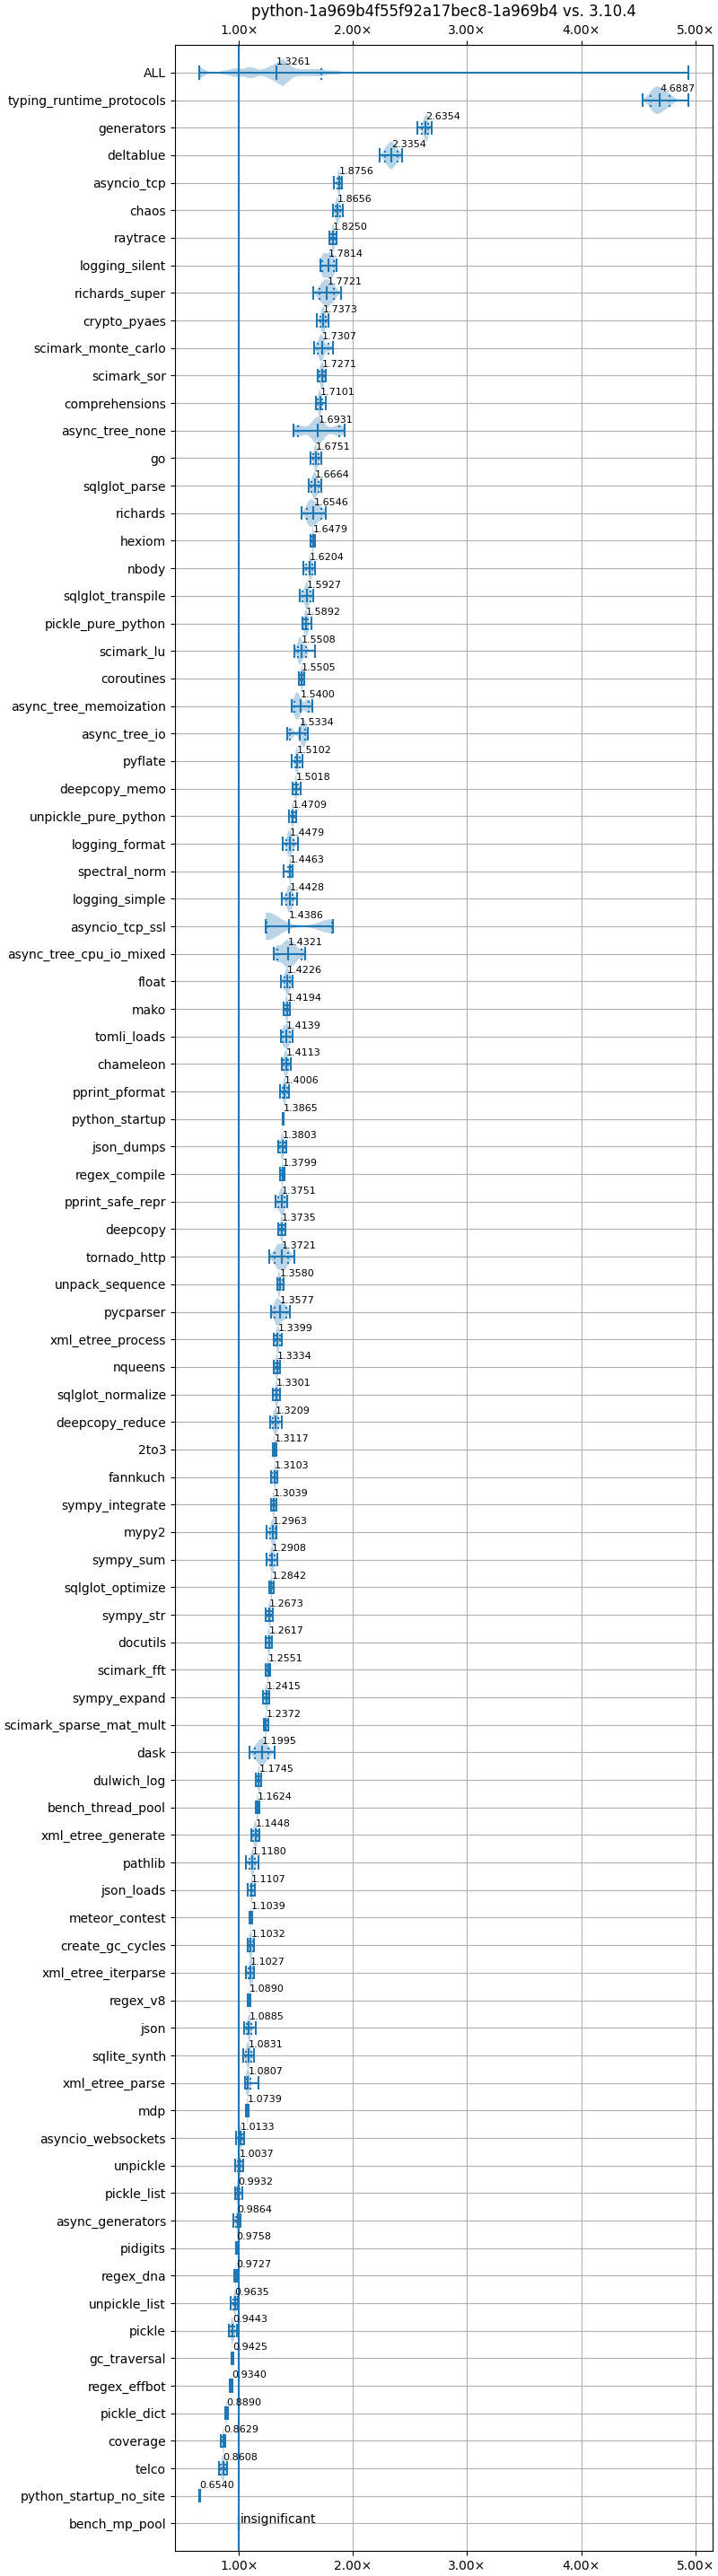 python-1a969b4f55f92a17bec8-1a969b4 vs. 3.10.4
1.00× 2.00× 3.00× 4.00× 5.00×
ALL 1.3261
typing_runtime_protocols 4.6887
generators 2.6354
deltablue 2.3354
asyncio_tcp 1.8756
chaos 1.8656
raytrace 1.8250
logging_silent 1.7814
richards_super 1.7721
crypto_pyaes 1.7373
scimark_monte_carlo 1.7307
scimark_sor 1.7271
comprehensions 1.7101
async_tree_none 1.6931
go 1.6751
sqlglot_parse 1.6664
richards 1.6546
hexiom 1.6479
nbody 1.6204
sqlglot_transpile 1.5927
pickle_pure_python 1.5892
scimark_lu 1.5508
coroutines 1.5505
async_tree_memoization 1.5400
async_tree_io 1.5334
pyflate 1.5102
deepcopy_memo 1.5018
unpickle_pure_python 1.4709
logging_format 1.4479
spectral_norm 1.4463
logging_simple 1.4428
asyncio_tcp_ssl 1.4386
async_tree_cpu_io_mixed 1.4321
float 1.4226
mako 1.4194
tomli_loads 1.4139
chameleon 1.4113
pprint_pformat 1.4006
python_startup 1.3865
json_dumps 1.3803
regex_compile 1.3799
pprint_safe_repr 1.3751
deepcopy 1.3735
tornado_http 1.3721
unpack_sequence 1.3580
pycparser 1.3577
xml_etree_process 1.3399
nqueens 1.3334
sqlglot_normalize 1.3301
deepcopy_reduce 1.3209
2to3 1.3117
fannkuch 1.3103
sympy_integrate 1.3039
mypy2 1.2963
sympy_sum 1.2908
sqlglot_optimize 1.2842
sympy_str 1.2673
docutils 1.2617
scimark_fft 1.2551
sympy_expand 1.2415
scimark_sparse_mat_mult 1.2372
dask 1.1995
dulwich_log 1.1745
bench_thread_pool 1.1624
xml_etree_generate 1.1448
pathlib 1.1180
json_loads 1.1107
meteor_contest 1.1039
create_gc_cycles 1.1032
xml_etree_iterparse 1.1027
regex_v8 1.0890
json 1.0885
sqlite_synth 1.0831
xml_etree_parse 1.0807
mdp 1.0739
asyncio_websockets 1.0133
unpickle 1.0037
pickle_list 0.9932
async_generators 0.9864
pidigits 0.9758
regex_dna 0.9727
unpickle_list 0.9635
pickle 0.9443
gc_traversal 0.9425
regex_effbot 0.9340
pickle_dict 0.8890
coverage 0.8629
telco 0.8608
python_startup_no_site 0.6540
bench_mp_pool insignificant
1.00× 2.00× 3.00× 4.00× 5.00×